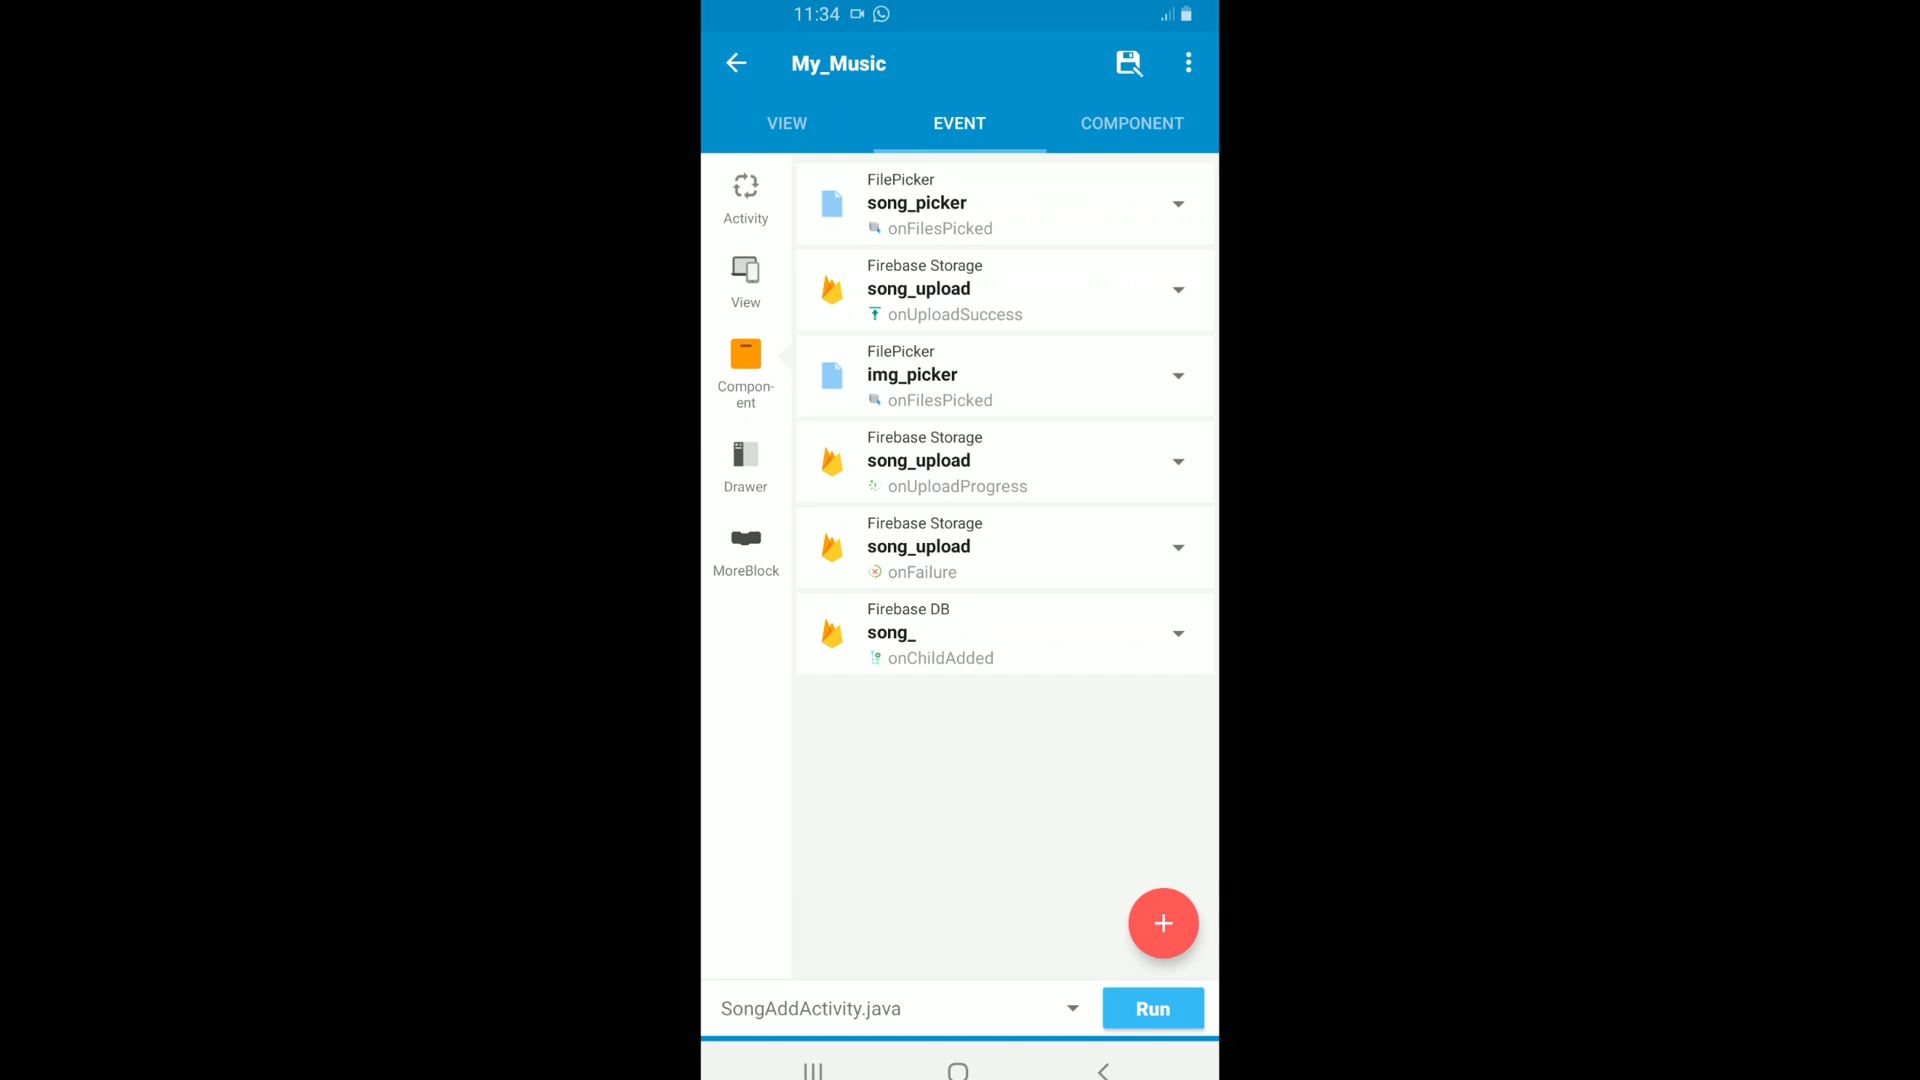 11:34
My_Music
VIEW
EVENT
COMPONENT
Activity
View
Compon-
ent
Drawer
MoreBlock
FilePicker
song_picker
onFilesPicked
Firebase Storage
song_upload
onUploadSuccess
FilePicker
img_picker
onFilesPicked
Firebase Storage
song_upload
onUploadProgress
Firebase Storage
song_upload
onFailure
Firebase DB
song_
onChildAdded
SongAddActivity.java
Run